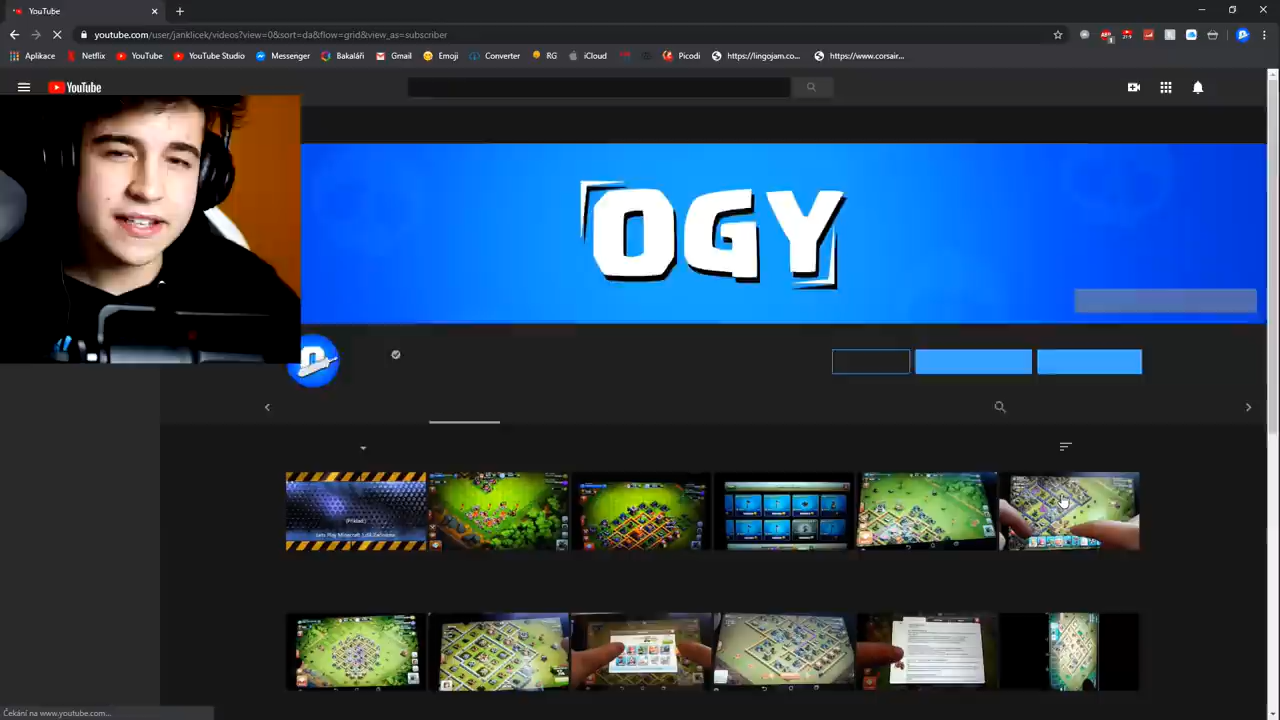 YouTube
youtube.com/user/janklicek/videos?view=0&sort=da&flow=grid&view_as=subscriber
Aplikace Netflix YouTube YouTube Studio Messenger Bakaláři Gmail Emoji Converter RG iCloud Picodi https://lingojam.co... https://www.corsair...
YouTube
OGY
(Příklad)
Čekání na www.youtube.com...